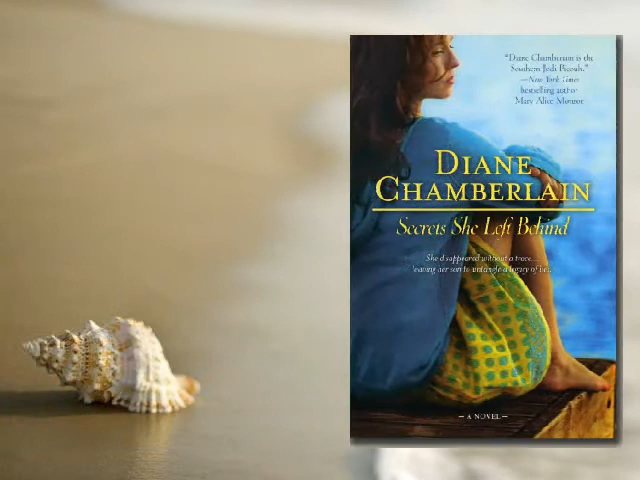 "Diane Chamberlain is the
Southern Jodi Picoult."
—New York Times
bestselling author
Mary Alice Monroe
DIANE
CHAMBERLAIN
Secrets She Left Behind
She disappeared without a trace...
leaving her son to untangle a legacy of lies.
— A NOVEL —